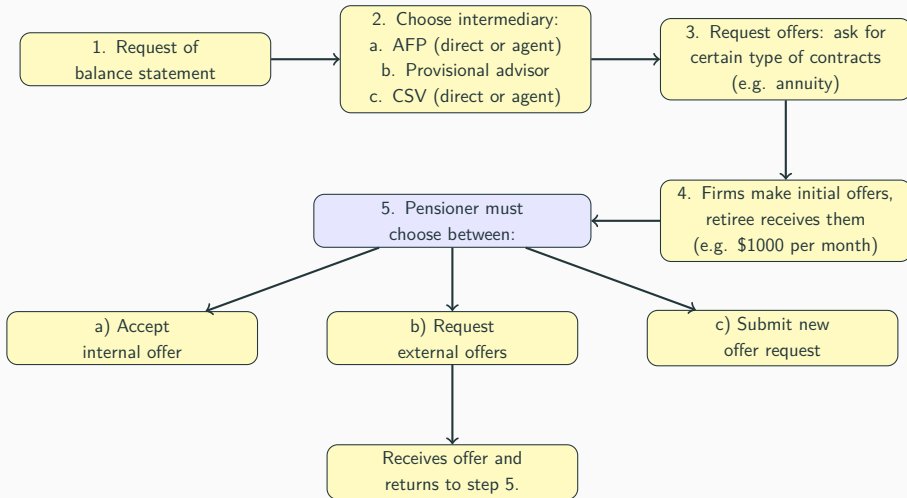 1. Request of
balance statement
2. Choose intermediary:
a. AFP (direct or agent)
b. Provisional advisor
c. CSV (direct or agent)
3. Request offers: ask for
certain type of contracts
(e.g. annuity)
4. Firms make initial offers,
retiree receives them
(e.g. $1000 per month)
5. Pensioner must
choose between:
a) Accept
internal offer
b) Request
external offers
c) Submit new
offer request
Receives offer and
returns to step 5.